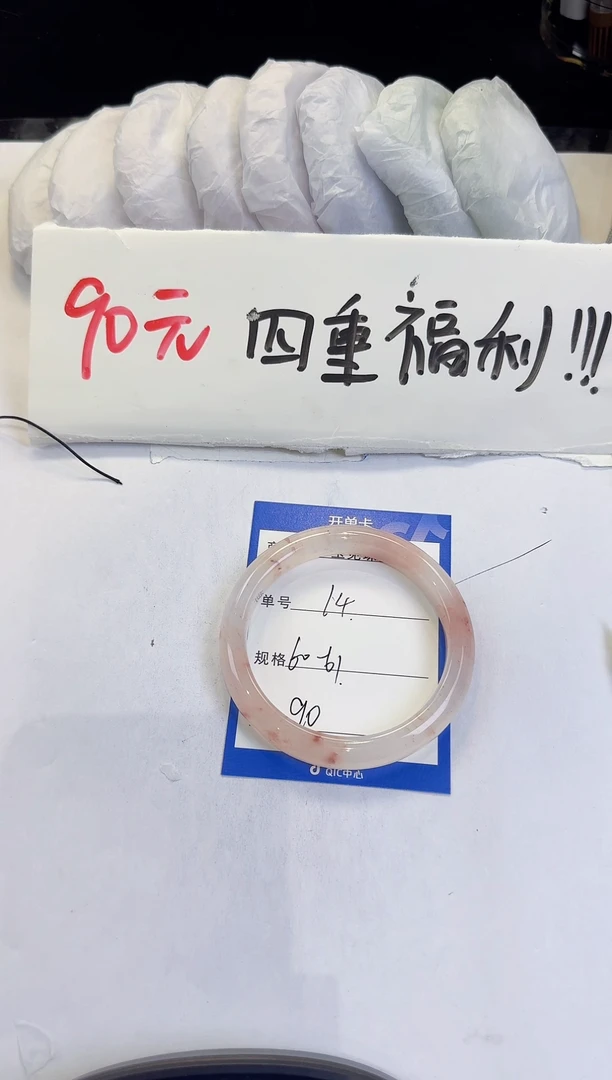 90元 四重福利!!!
开单卡
单号 14.
规格 60-61.
90
QIC中心